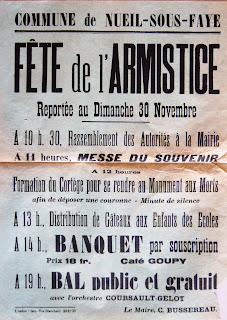 COMMUNE de NUEIL-SOUS-FAYE
FÊTE de l'ARMISTICE
Reportée au Dimanche 30 Novembre
A 10 h. 30, Rassemblement des Autorités à la Mairie
A 11 heures, MESSE DU SOUVENIR
A 12 heures
Formation du Cortège pour se rendre au Monument aux Morts
afin de déposer une couronne - Minute de silence
A 13 h., Distribution de Gâteaux aux Enfants des Ecoles
A 14 h., BANQUET par souscription
Prix 18 fr. Café GOUPY
A 19 h., BAL public et gratuit
avec l'orchestre COURSAULT-GELOT
Le Maire, C. BUSSEREAU.